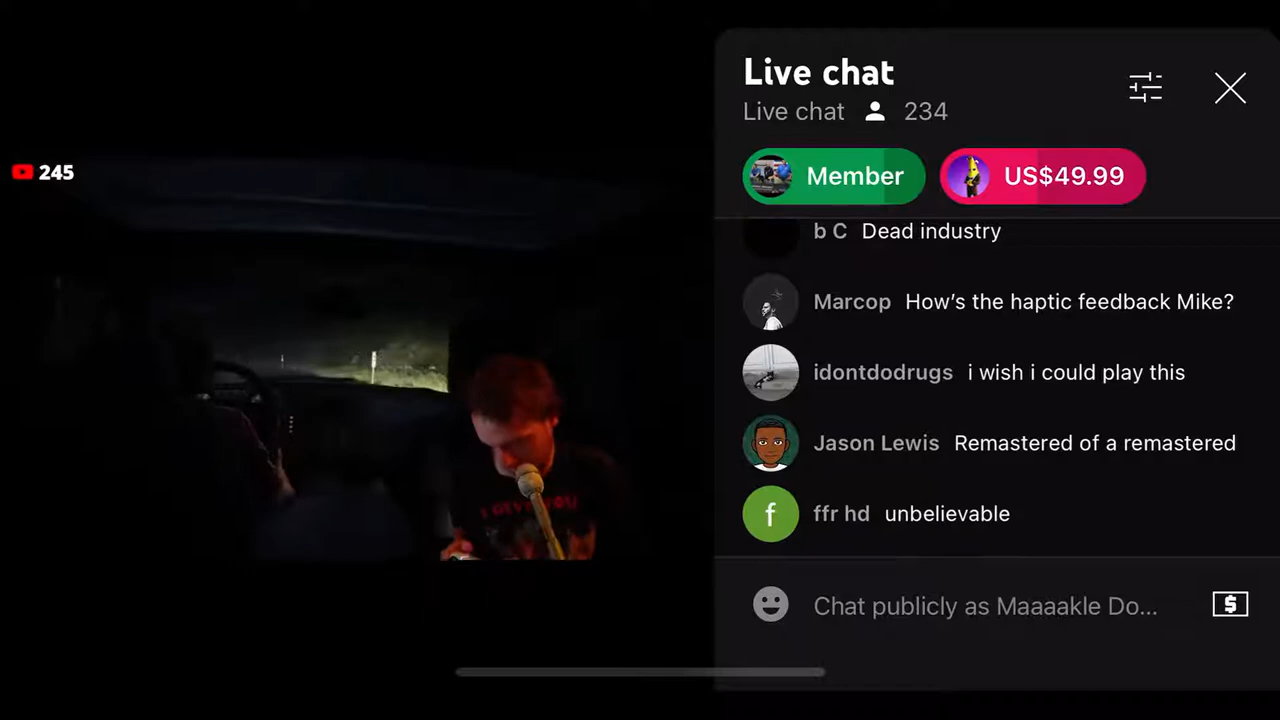 Live chat
Live chat 234
245
Member US$49.99
b C Dead industry
Marcop How’s the haptic feedback Mike?
idontdodrugs i wish i could play this
Jason Lewis Remastered of a remastered
f ffr hd unbelievable
Chat publicly as Maaaakle Do...
$